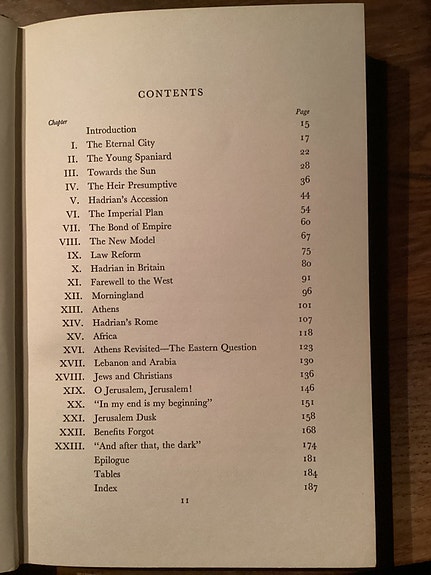 CONTENTS
Chapter Page
Introduction 15
I. The Eternal City 17
II. The Young Spaniard 22
III. Towards the Sun 28
IV. The Heir Presumptive 36
V. Hadrian's Accession 44
VI. The Imperial Plan 54
VII. The Bond of Empire 60
VIII. The New Model 67
IX. Law Reform 75
X. Hadrian in Britain 80
XI. Farewell to the West 91
XII. Morningland 96
XIII. Athens 101
XIV. Hadrian's Rome 107
XV. Africa 118
XVI. Athens Revisited—The Eastern Question 123
XVII. Lebanon and Arabia 130
XVIII. Jews and Christians 136
XIX. O Jerusalem, Jerusalem! 146
XX. "In my end is my beginning" 151
XXI. Jerusalem Dusk 158
XXII. Benefits Forgot 168
XXIII. "And after that, the dark" 174
Epilogue 181
Tables 184
Index 187
11